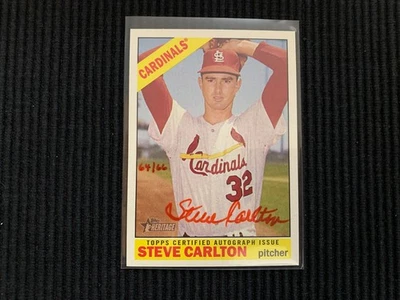 CARDINALS
Cardinals
32
64/66
Steve Carlton
HERITAGE
TOPPS CERTIFIED AUTOGRAPH ISSUE
STEVE CARLTON pitcher